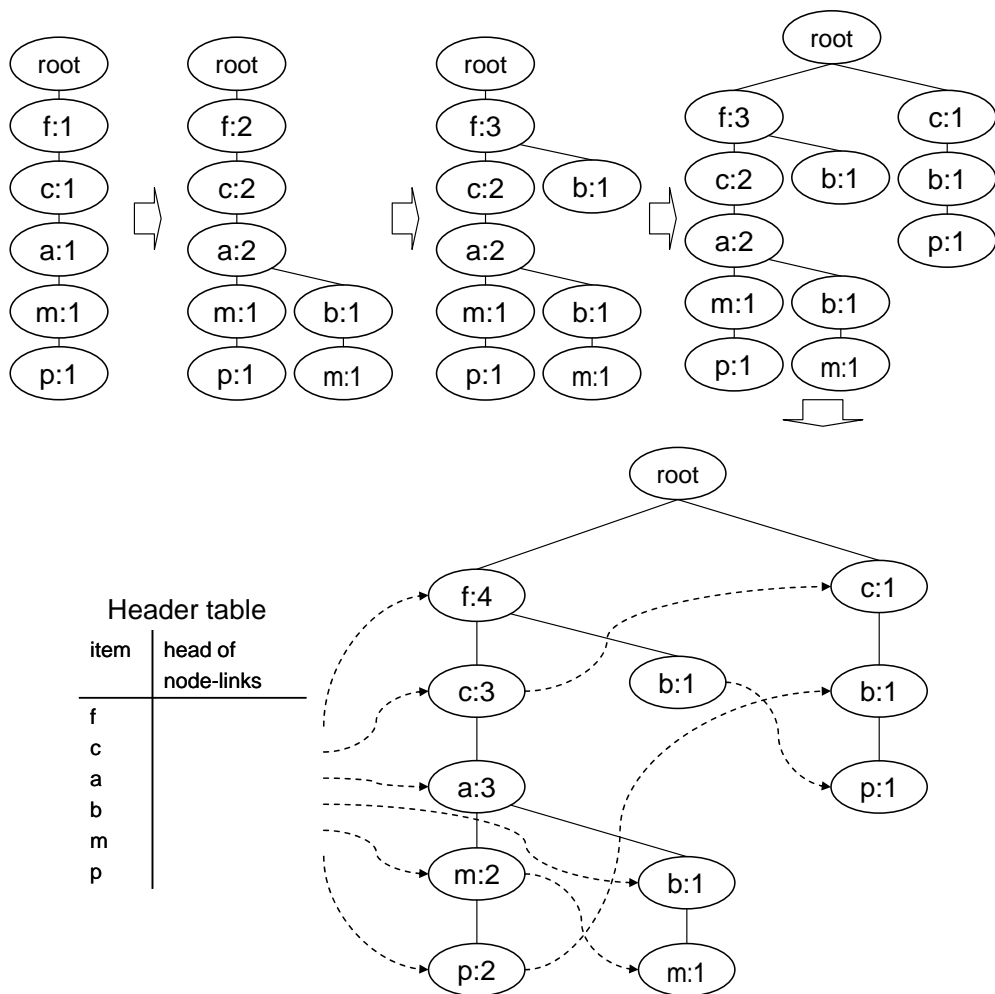 root
f:1
c:1
a:1
m:1
p:1
root
f:2
c:2
a:2
m:1
b:1
p:1
m:1
root
f:3
c:2
b:1
a:2
m:1
b:1
p:1
m:1
root
f:3
c:1
c:2
b:1
b:1
a:2
p:1
m:1
b:1
p:1
m:1
root
f:4
c:1
c:3
b:1
b:1
a:3
p:1
m:2
b:1
p:2
m:1
Header table
item
head of
node-links
f
c
a
b
m
p